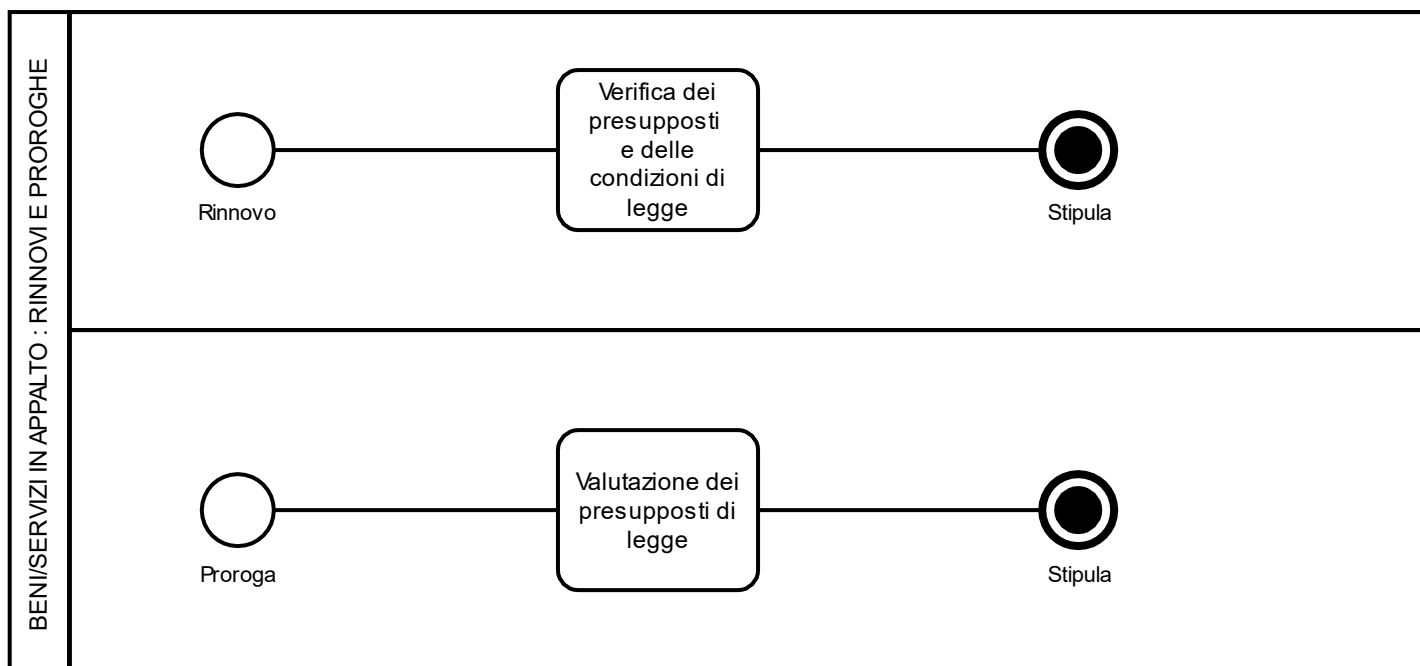 BENI/SERVIZI IN APPALTO : RINNOVI E PROROGHE
Verifica dei
presupposti
e delle
condizioni di
legge
Rinnovo
Stipula
Valutazione dei
presupposti di
legge
Proroga
Stipula